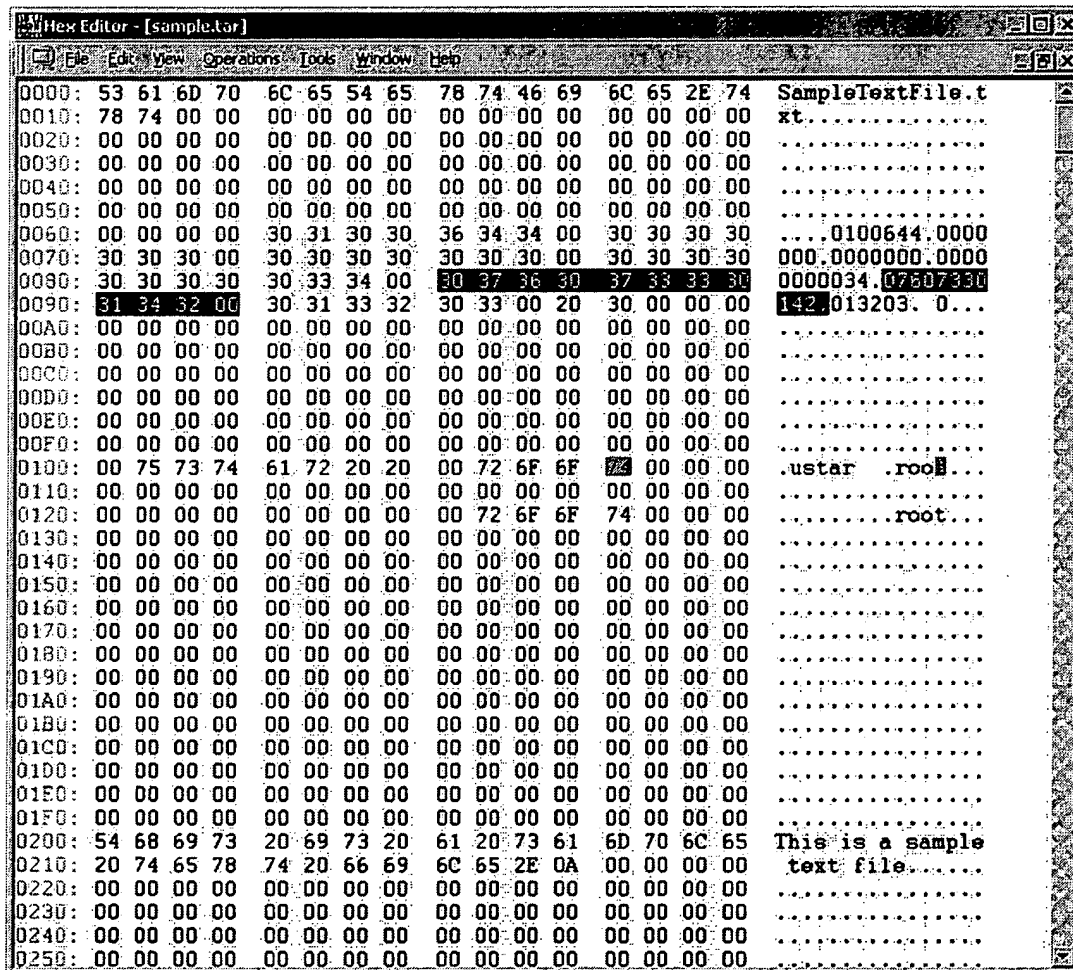 Hex Editor - [sample.tar]
File Edit View Operations Tools Window Help
0000: 53 61 6D 70 6C 65 54 65 78 74 46 69 6C 65 2E 74 SampleTextFile.t
0010: 78 74 00 00 00 00 00 00 00 00 00 00 00 00 00 00 xt..............
0020: 00 00 00 00 00 00 00 00 00 00 00 00 00 00 00 00 ................
0030: 00 00 00 00 00 00 00 00 00 00 00 00 00 00 00 00 ................
0040: 00 00 00 00 00 00 00 00 00 00 00 00 00 00 00 00 ................
0050: 00 00 00 00 00 00 00 00 00 00 00 00 00 00 00 00 ................
0060: 00 00 00 00 30 31 30 30 36 34 34 00 30 30 30 30 ....0100644.0000
0070: 30 30 30 00 30 30 30 30 30 30 30 00 30 30 30 30 000.0000000.0000
0080: 30 30 30 30 30 33 34 00 30 37 36 30 37 33 33 30 0000034.07607330
0090: 31 34 32 00 30 31 33 32 30 33 00 20 30 00 00 00 142.013203. 0...
00A0: 00 00 00 00 00 00 00 00 00 00 00 00 00 00 00 00 ................
00B0: 00 00 00 00 00 00 00 00 00 00 00 00 00 00 00 00 ................
00C0: 00 00 00 00 00 00 00 00 00 00 00 00 00 00 00 00 ................
00D0: 00 00 00 00 00 00 00 00 00 00 00 00 00 00 00 00 ................
00E0: 00 00 00 00 00 00 00 00 00 00 00 00 00 00 00 00 ................
00F0: 00 00 00 00 00 00 00 00 00 00 00 00 00 00 00 00 ................
0100: 00 75 73 74 61 72 20 20 00 72 6F 6F 74 00 00 00 .ustar  .root...
0110: 00 00 00 00 00 00 00 00 00 00 00 00 00 00 00 00 ................
0120: 00 00 00 00 00 00 00 00 00 72 6F 6F 74 00 00 00 .........root...
0130: 00 00 00 00 00 00 00 00 00 00 00 00 00 00 00 00 ................
0140: 00 00 00 00 00 00 00 00 00 00 00 00 00 00 00 00 ................
0150: 00 00 00 00 00 00 00 00 00 00 00 00 00 00 00 00 ................
0160: 00 00 00 00 00 00 00 00 00 00 00 00 00 00 00 00 ................
0170: 00 00 00 00 00 00 00 00 00 00 00 00 00 00 00 00 ................
0180: 00 00 00 00 00 00 00 00 00 00 00 00 00 00 00 00 ................
0190: 00 00 00 00 00 00 00 00 00 00 00 00 00 00 00 00 ................
01A0: 00 00 00 00 00 00 00 00 00 00 00 00 00 00 00 00 ................
01B0: 00 00 00 00 00 00 00 00 00 00 00 00 00 00 00 00 ................
01C0: 00 00 00 00 00 00 00 00 00 00 00 00 00 00 00 00 ................
01D0: 00 00 00 00 00 00 00 00 00 00 00 00 00 00 00 00 ................
01E0: 00 00 00 00 00 00 00 00 00 00 00 00 00 00 00 00 ................
01F0: 00 00 00 00 00 00 00 00 00 00 00 00 00 00 00 00 ................
0200: 54 68 69 73 20 69 73 20 61 20 73 61 6D 70 6C 65 This is a sample
0210: 20 74 65 78 74 20 66 69 6C 65 2E 0A 00 00 00 00  text file......
0220: 00 00 00 00 00 00 00 00 00 00 00 00 00 00 00 00 ................
0230: 00 00 00 00 00 00 00 00 00 00 00 00 00 00 00 00 ................
0240: 00 00 00 00 00 00 00 00 00 00 00 00 00 00 00 00 ................
0250: 00 00 00 00 00 00 00 00 00 00 00 00 00 00 00 00 ................